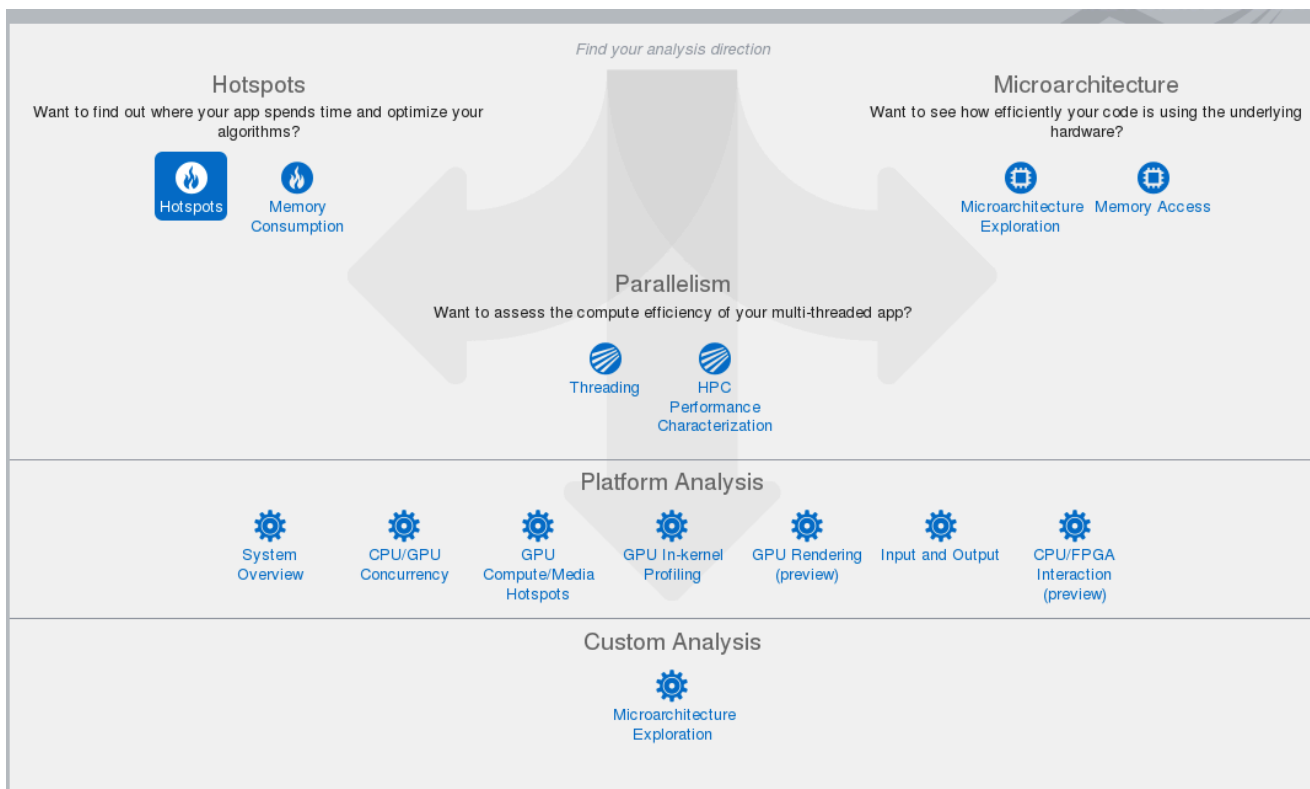 Find your analysis direction
Hotspots
Want to find out where your app spends time and optimize your
algorithms?
Hotspots
Memory
Consumption
Microarchitecture
Want to see how efficiently your code is using the underlying
hardware?
Microarchitecture
Exploration
Memory Access
Parallelism
Want to assess the compute efficiency of your multi-threaded app?
Threading
HPC
Performance
Characterization
Platform Analysis
System
Overview
CPU/GPU
Concurrency
GPU
Compute/Media
Hotspots
GPU In-kernel
Profiling
GPU Rendering
(preview)
Input and Output
CPU/FPGA
Interaction
(preview)
Custom Analysis
Microarchitecture
Exploration